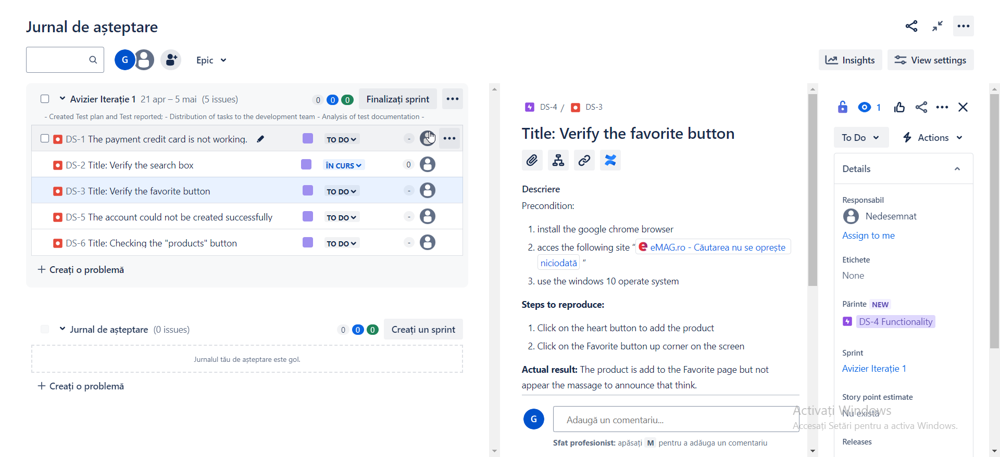 Jurnal de așteptare
G
Epic
Insights
View settings
Avizier Iterație 1 21 apr – 5 mai (5 issues) 0 0 0 Finalizați sprint
- Created Test plan and Test reported; - Distribution of tasks to the development team - Analysis of test documentation -
DS-1 The payment credit card is not working. TO DO -
DS-2 Title: Verify the search box ÎN CURS 0
DS-3 Title: Verify the favorite button TO DO -
DS-5 The account could not be created successfully TO DO -
DS-6 Title: Checking the "products" button TO DO -
+ Creați o problemă
Jurnal de așteptare (0 issues) 0 0 0 Creați un sprint
Jurnalul tău de așteptare este gol.
+ Creați o problemă
DS-4 / DS-3
Title: Verify the favorite button
Descriere
Precondition:
1. install the google chrome browser
2. acces the following site “ eMAG.ro - Căutarea nu se oprește
niciodată “
3. use the windows 10 operate system
Steps to reproduce:
1. Click on the heart button to add the product
2. Click on the Favorite button up corner on the screen
Actual result: The product is add to the Favorite page but not
appear the massage to announce that think.
G
Adaugă un comentariu...
Sfat profesionist: apăsați M pentru a adăuga un comentariu
1
To Do
Actions
Details
Responsabil
Nedesemnat
Assign to me
Etichete
None
Părinte NEW
DS-4 Functionality
Sprint
Avizier Iterație 1
Story point estimate
Nu există
Releases
Activați Windows
Accesați Setări pentru a activa Windows.